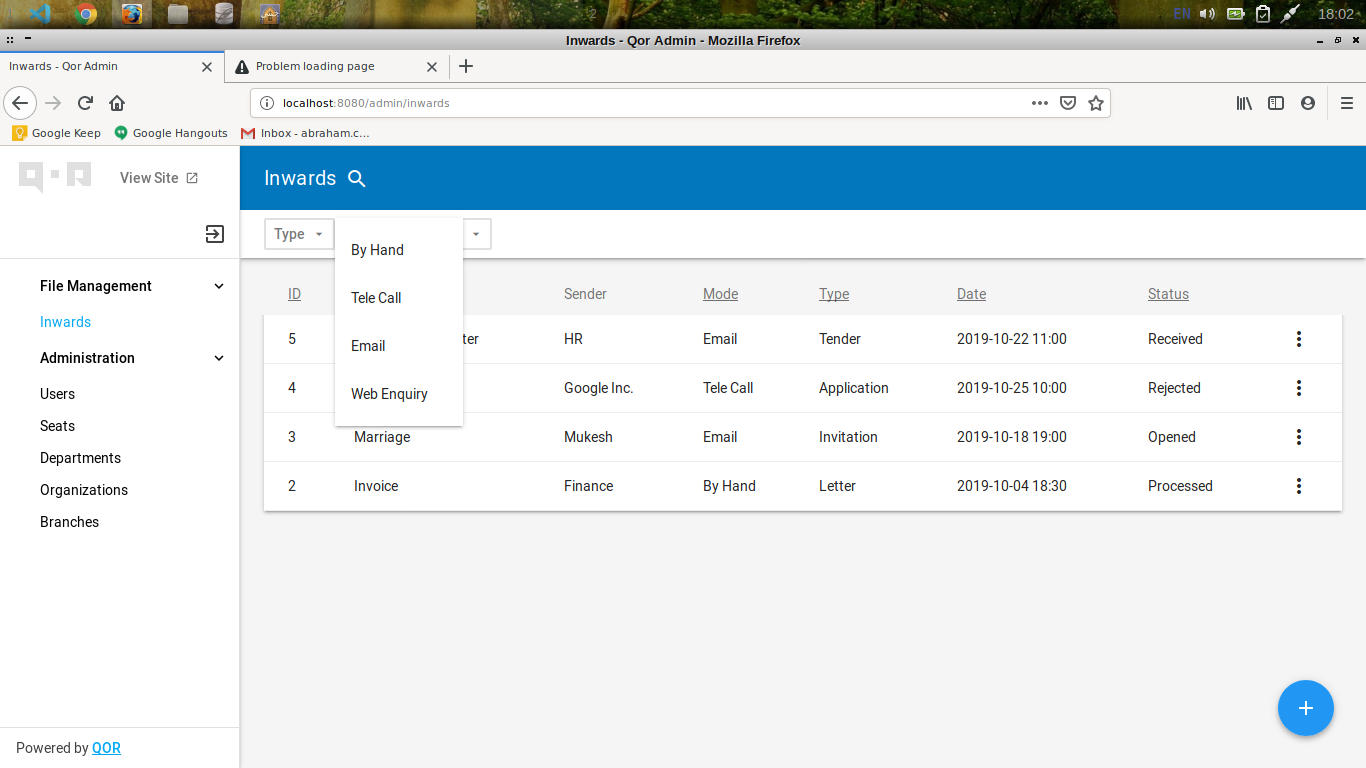 2
EN
18:02
Inwards - Qor Admin - Mozilla Firefox
Inwards - Qor Admin
Problem loading page
localhost:8080/admin/inwards
Google Keep Google Hangouts Inbox - abraham.c...
View Site
Inwards
Type
By Hand
Tele Call
Email
Web Enquiry
File Management
Inwards
Administration
Users
Seats
Departments
Organizations
Branches
ID Sender Mode Type Date Status
5 ter HR Email Tender 2019-10-22 11:00 Received
4 Google Inc. Tele Call Application 2019-10-25 10:00 Rejected
3 Marriage Mukesh Email Invitation 2019-10-18 19:00 Opened
2 Invoice Finance By Hand Letter 2019-10-04 18:30 Processed
Powered by QOR